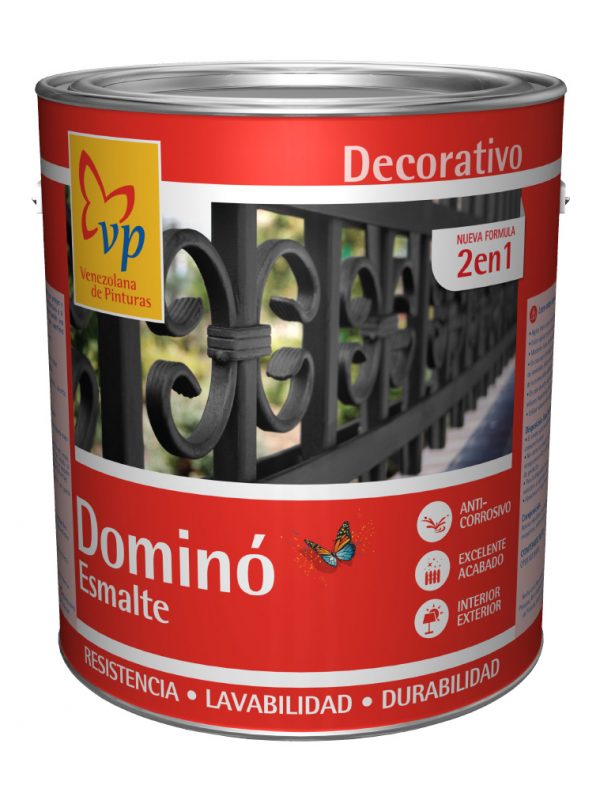 Decorativo
vp
Venezolana
de Pinturas
NUEVA FORMULA
2en1
Dominó
Esmalte
ANTI-
CORROSIVO
EXCELENTE
ACABADO
INTERIOR
EXTERIOR
RESISTENCIA • LAVABILIDAD • DURABILIDAD